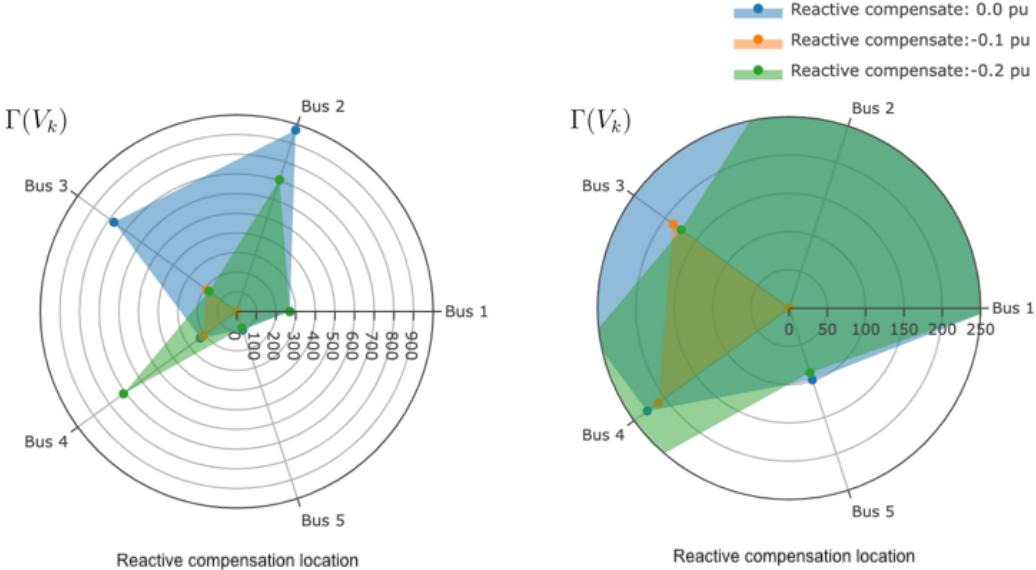 Reactive compensate: 0.0 pu
Reactive compensate:-0.1 pu
Reactive compensate:-0.2 pu
Γ(V_k)
Bus 2
Bus 3
Bus 1
0 100 200 300 400 500 600 700 800 900
Bus 4
Bus 5
Reactive compensation location
Γ(V_k)
Bus 2
Bus 3
Bus 1
0 50 100 150 200 250
Bus 4
Bus 5
Reactive compensation location